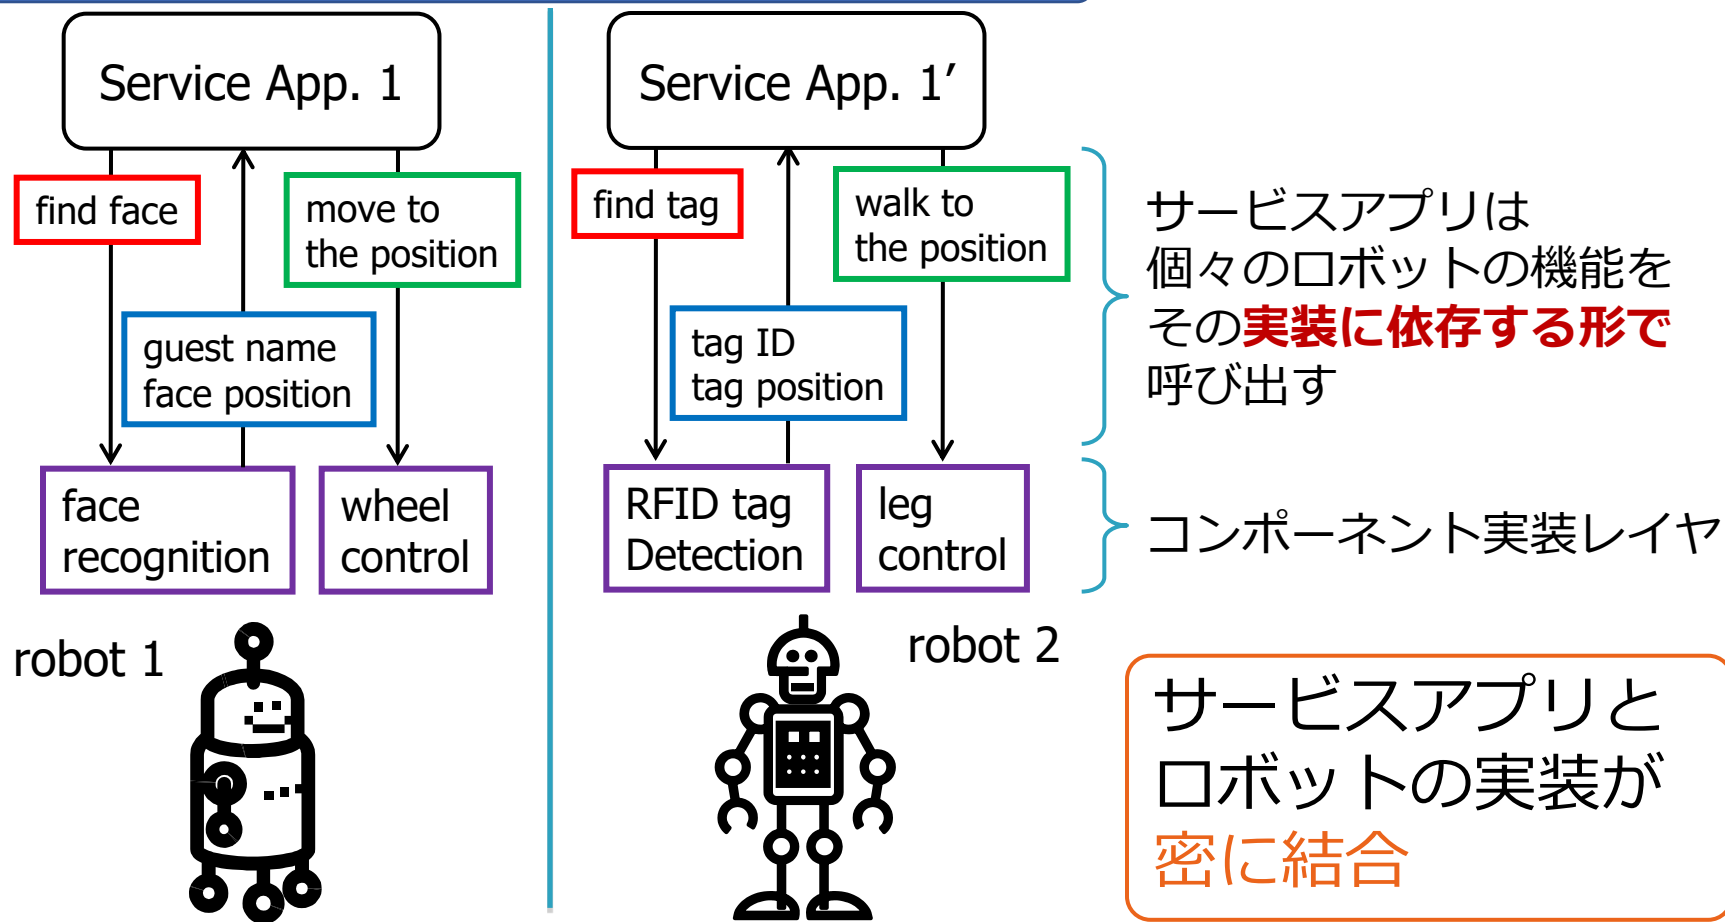 Service App. 1
find face
move to
the position
guest name
face position
face
recognition
wheel
control
robot 1
Service App. 1′
find tag
walk to
the position
tag ID
tag position
RFID tag
Detection
leg
control
robot 2
サービスアプリは
個々のロボットの機能を
その実装に依存する形で
呼び出す
コンポーネント実装レイヤ
サービスアプリと
ロボットの実装が
密に結合